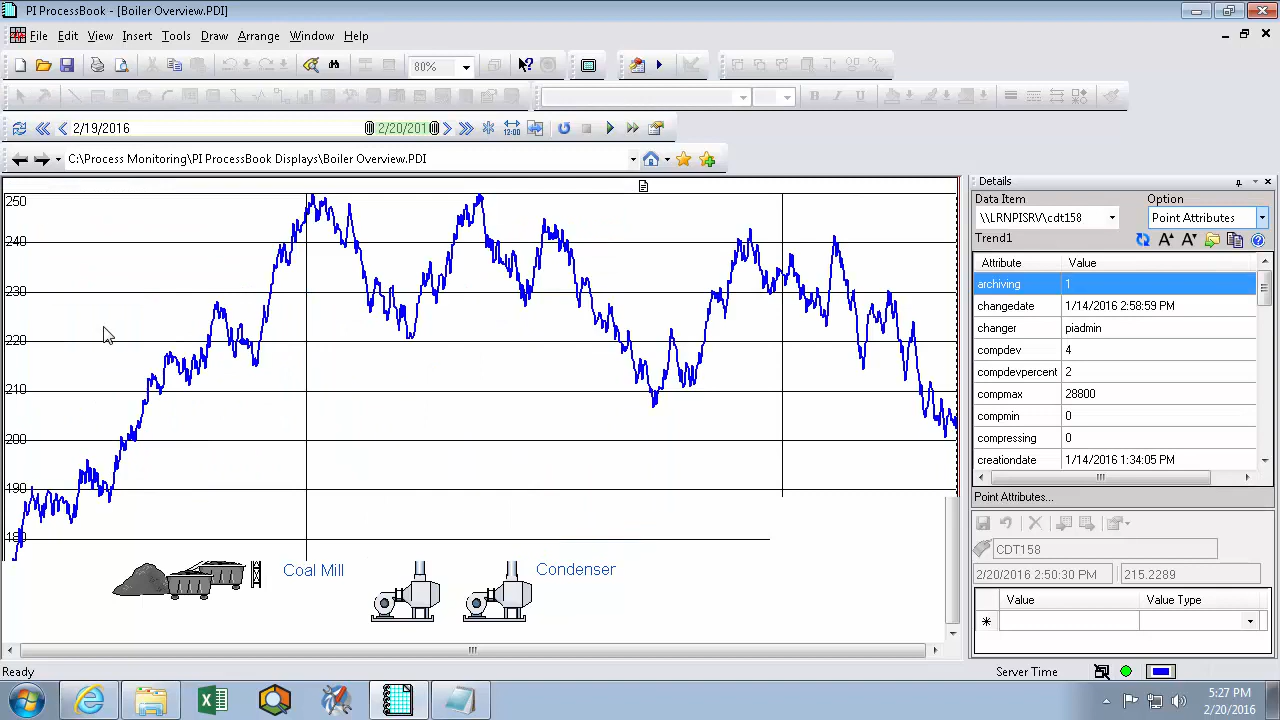 PI ProcessBook - [Boiler Overview.PDI]
File Edit View Insert Tools Draw Arrange Window Help
80%
B I U
2/19/2016 2/201
12:00
C:\Process Monitoring\PI ProcessBook Displays\Boiler Overview.PDI
250
240
230
220
210
200
190
180
Coal Mill
Condenser
Details
Data Item Option
\\LRNPISRV\cdt158 Point Attributes
Trend1
Attribute Value
archiving 1
changedate 1/14/2016 2:58:59 PM
changer piadmin
compdev 4
compdevpercent 2
compmax 28800
compmin 0
compressing 0
creationdate 1/14/2016 1:34:05 PM
Point Attributes...
CDT158
2/20/2016 2:50:30 PM 215.2289
Value Value Type
Ready
Server Time
5:27 PM
2/20/2016